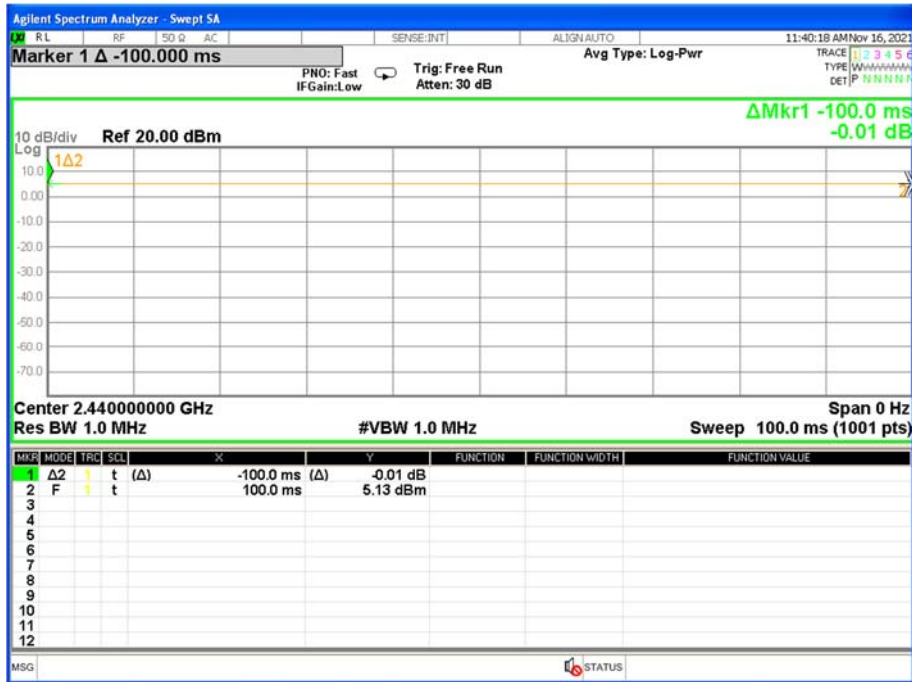 Agilent Spectrum Analyzer - Swept SA
LXI RL RF 50 Ω AC SENSE:INT ALIGN AUTO 11:40:18 AM Nov 16, 2021
Marker 1 Δ -100.000 ms
Avg Type: Log-Pwr
TRACE 1 2 3 4 5 6
PNO: Fast Trig: Free Run
TYPE WWWWWW
IFGain:Low Atten: 30 dB
DET P N N N N N
ΔMkr1 -100.0 ms
10 dB/div Ref 20.00 dBm -0.01 dB
Log
1Δ2
10.0
0.00
-10.0
-20.0
-30.0
-40.0
-50.0
-60.0
-70.0
Center 2.440000000 GHz Span 0 Hz
Res BW 1.0 MHz #VBW 1.0 MHz Sweep 100.0 ms (1001 pts)
MKR MODE TRC SCL X Y FUNCTION FUNCTION WIDTH FUNCTION VALUE
1 Δ2 1 t (Δ) -100.0 ms (Δ) -0.01 dB
2 F 1 t 100.0 ms 5.13 dBm
3
4
5
6
7
8
9
10
11
12
MSG STATUS